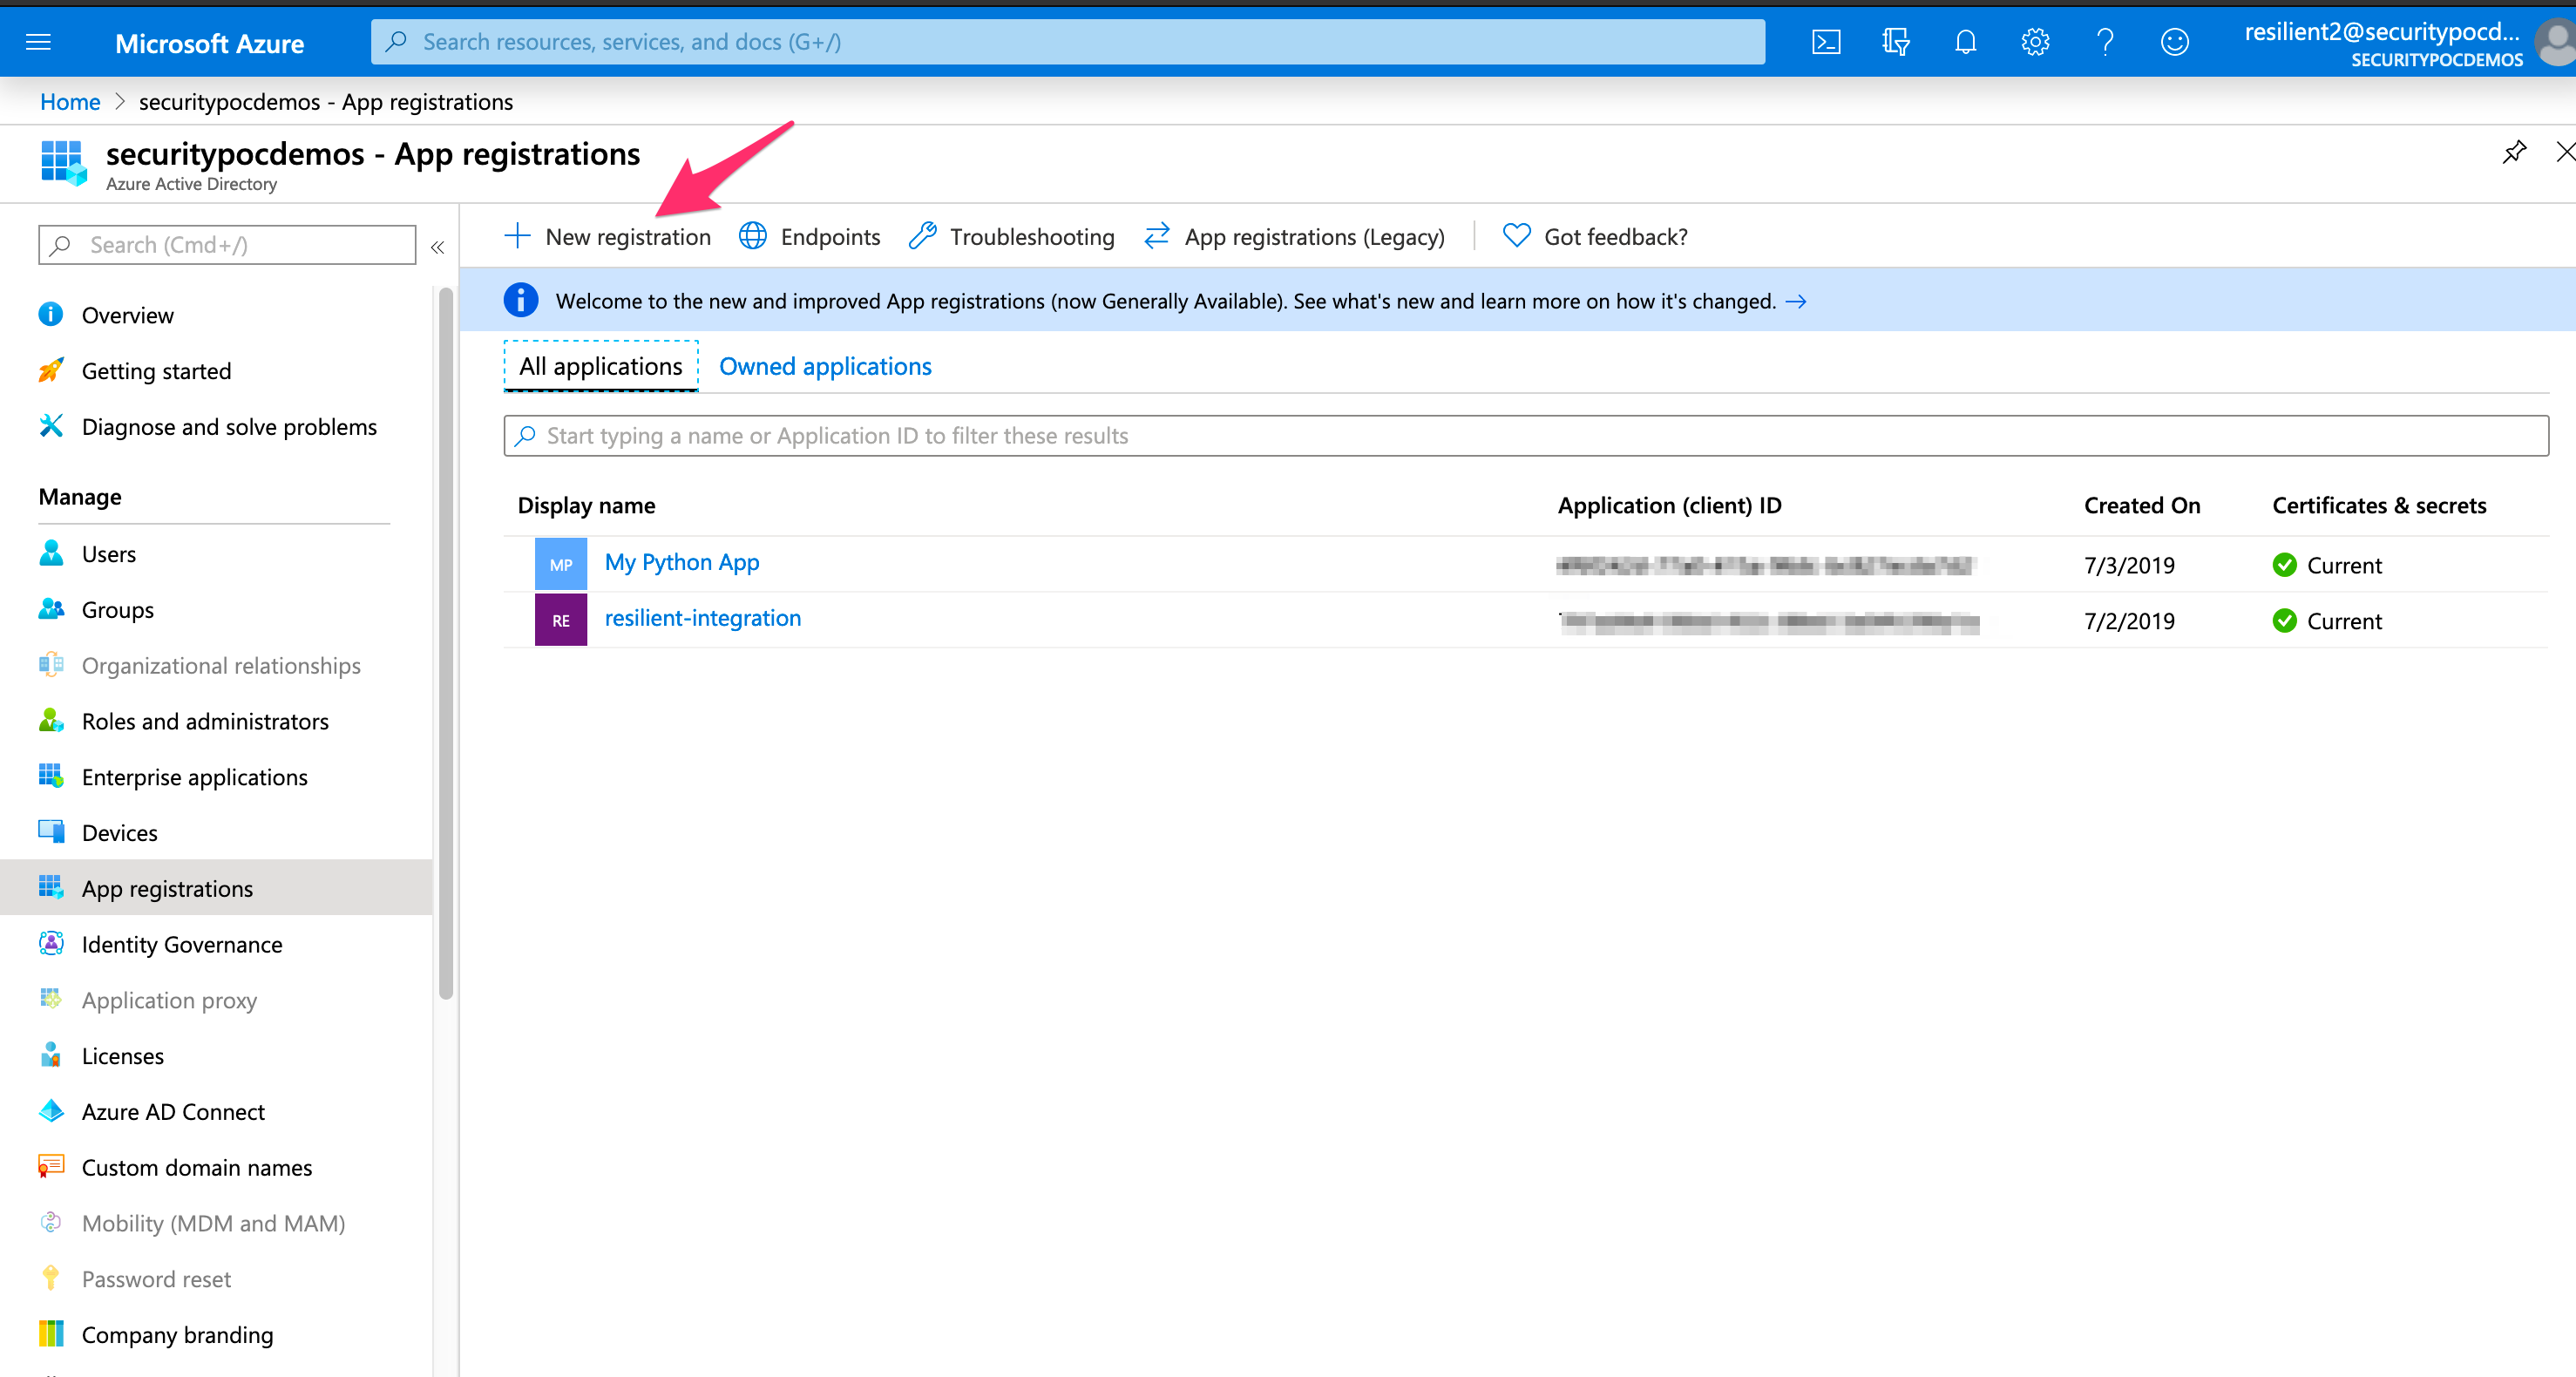 Microsoft Azure
Search resources, services, and docs (G+/)
resilient2@securitypocd...
SECURITYPOCDEMOS
Home > securitypocdemos - App registrations
securitypocdemos - App registrations
Azure Active Directory
Search (Cmd+/)
«
Overview
Getting started
Diagnose and solve problems
Manage
Users
Groups
Organizational relationships
Roles and administrators
Enterprise applications
Devices
App registrations
Identity Governance
Application proxy
Licenses
Azure AD Connect
Custom domain names
Mobility (MDM and MAM)
Password reset
Company branding
New registration Endpoints Troubleshooting App registrations (Legacy) Got feedback?
Welcome to the new and improved App registrations (now Generally Available). See what's new and learn more on how it's changed. →
All applications Owned applications
Start typing a name or Application ID to filter these results
Display name Application (client) ID Created On Certificates & secrets
MP My Python App 7/3/2019 Current
RE resilient-integration 7/2/2019 Current